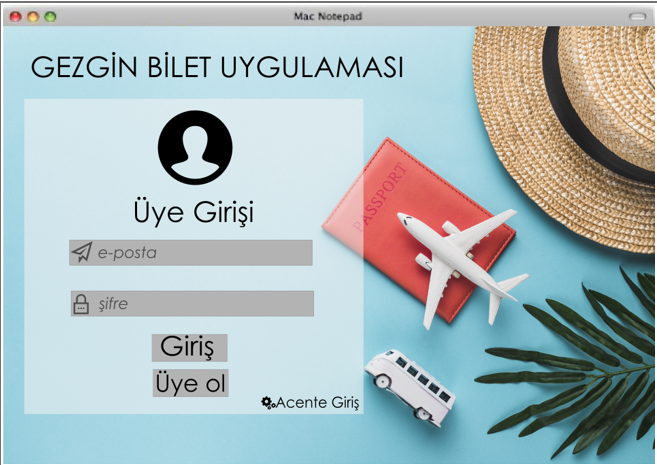 Mac Notepad
GEZGİN BİLET UYGULAMASI
PASSPORT
Üye Girişi
e-posta
şifre
Giriş
Üye ol
Acente Giriş